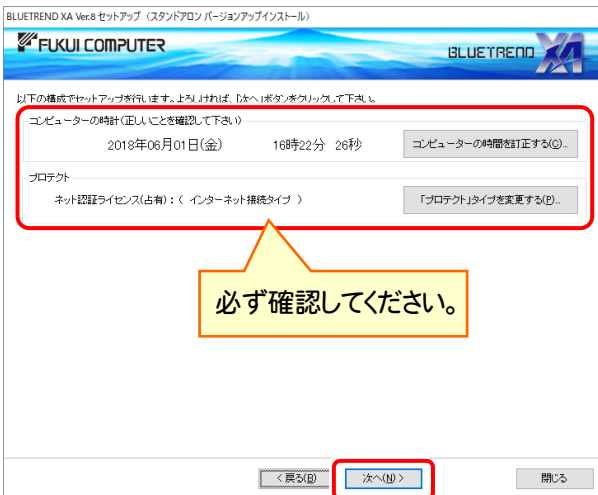 BLUETREND XA Ver.8 セットアップ（スタンドアロン バージョンアップインストール）
FUKUI COMPUTER
BLUETREND XA
以下の構成でセットアップを行います。よろしければ、「次へ」ボタンをクリックして下さい。
コンピューターの時計（正しいことを確認して下さい）
2018年06月01日(金) 16時22分 26秒 コンピューターの時間を訂正する(C)...
プロテクト
ネット認証ライセンス(占有)：（ インターネット接続タイプ ） 「プロテクト」タイプを変更する(P)...
必ず確認してください。
< 戻る(B) 次へ(N) > 閉じる